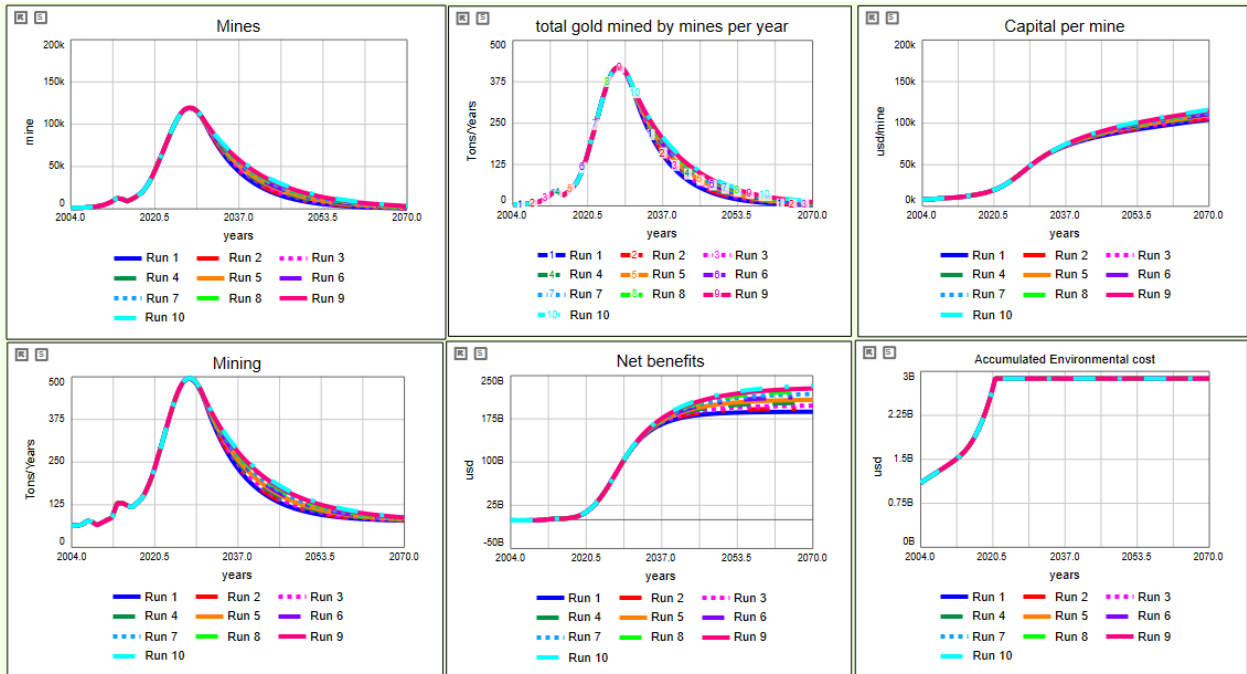 Mines
200k
150k
100k
50k
0
mine
2004.0 2020.5 2037.0 2053.5 2070.0
years
Run 1 Run 2 Run 3
Run 4 Run 5 Run 6
Run 7 Run 8 Run 9
Run 10
total gold mined by mines per year
500
375
250
125
0
Tons/Years
2004.0 2020.5 2037.0 2053.5 2070.0
years
1 Run 1 2 Run 2 3 Run 3
4 Run 4 5 Run 5 6 Run 6
7 Run 7 8 Run 8 9 Run 9
10 Run 10
Capital per mine
200k
150k
100k
50k
0k
usd/mine
2004.0 2020.5 2037.0 2053.5 2070.0
years
Run 1 Run 2 Run 3
Run 4 Run 5 Run 6
Run 7 Run 8 Run 9
Run 10
Mining
500
375
250
125
0
Tons/Years
2004.0 2020.5 2037.0 2053.5 2070.0
years
Run 1 Run 2 Run 3
Run 4 Run 5 Run 6
Run 7 Run 8 Run 9
Run 10
Net benefits
250B
175B
100B
25B
-50B
usd
2004.0 2020.5 2037.0 2053.5 2070.0
years
Run 1 Run 2 Run 3
Run 4 Run 5 Run 6
Run 7 Run 8 Run 9
Run 10
Accumulated Environmental cost
3B
2.25B
1.5B
0.75B
0B
usd
2004.0 2020.5 2037.0 2053.5 2070.0
years
Run 1 Run 2 Run 3
Run 4 Run 5 Run 6
Run 7 Run 8 Run 9
Run 10